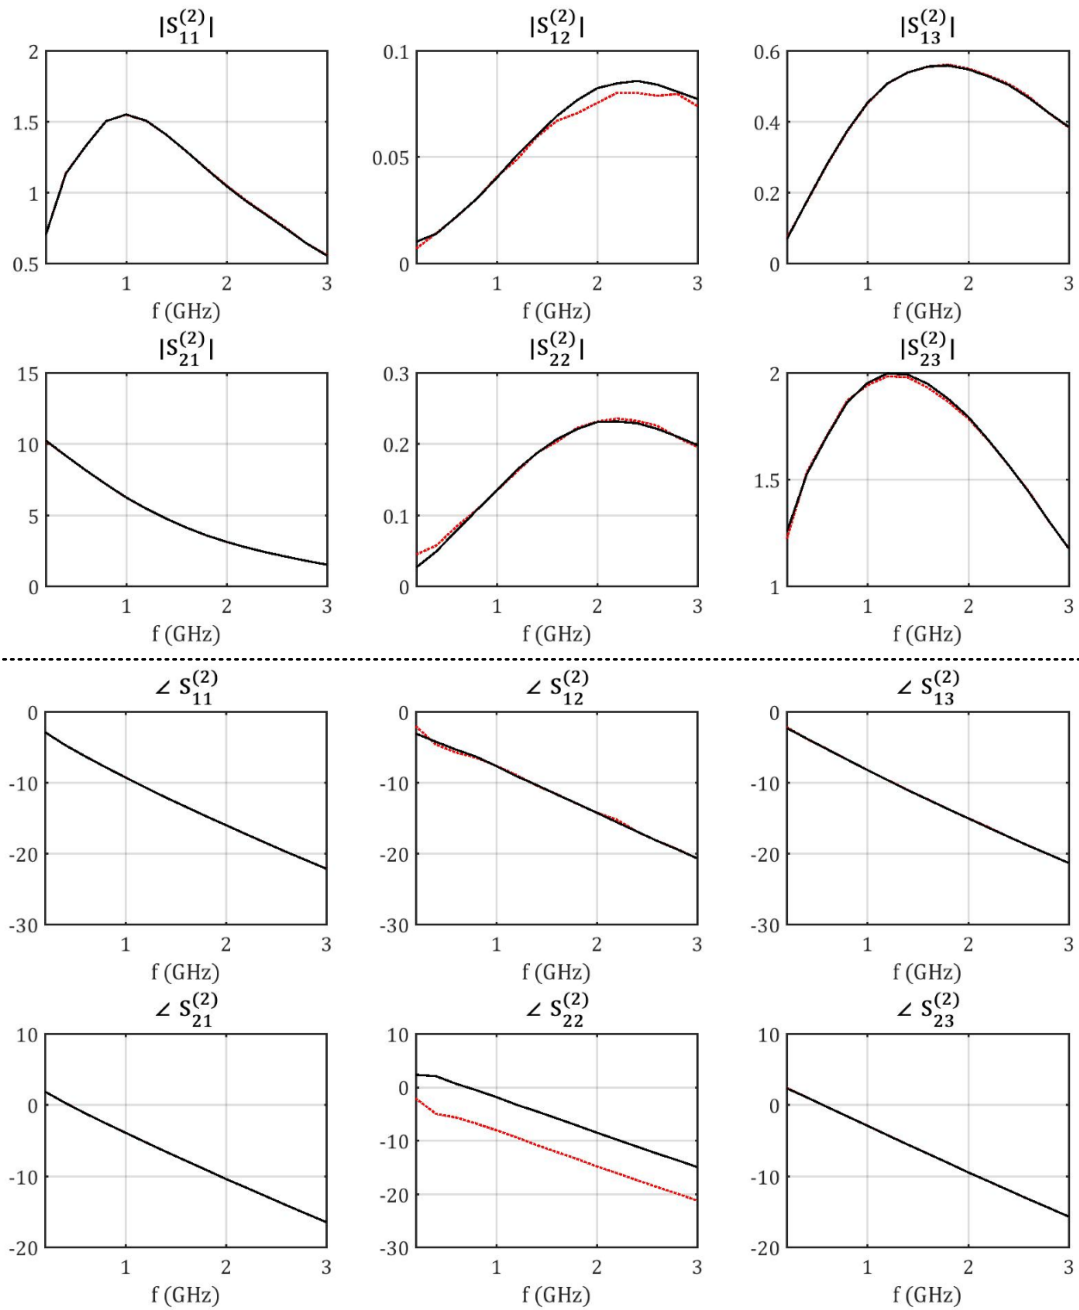 |S11(2)| |S12(2)| |S13(2)|
2 0.1 0.6
1.5 0.4
1 0.05 0.2
0.5 0 0
1 2 3 1 2 3 1 2 3
f (GHz) f (GHz) f (GHz)
|S21(2)| |S22(2)| |S23(2)|
15 0.3 2
10 0.2
5 0.1 1.5
0 0 1
1 2 3 1 2 3 1 2 3
f (GHz) f (GHz) f (GHz)
∠ S11(2) ∠ S12(2) ∠ S13(2)
0 0 0
-10 -10 -10
-20 -20 -20
-30 -30 -30
1 2 3 1 2 3 1 2 3
f (GHz) f (GHz) f (GHz)
∠ S21(2) ∠ S22(2) ∠ S23(2)
10 10 10
0 0 0
-10 -10 -10
-20 -20 -20
-30
1 2 3 1 2 3 1 2 3
f (GHz) f (GHz) f (GHz)